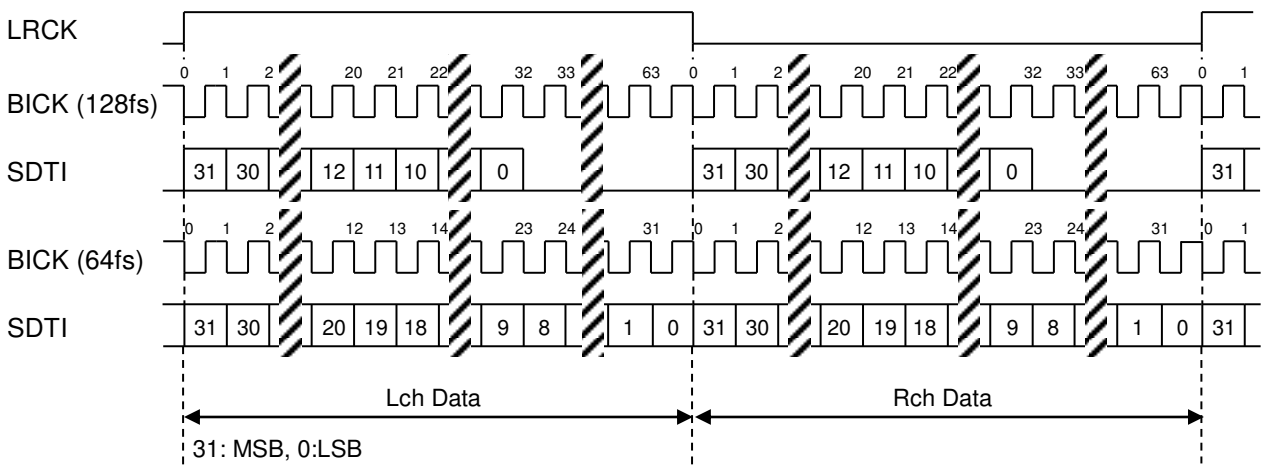 LRCK
0 1 2 20 21 22 32 33 63 0 1 2 20 21 22 32 33 63 0 1
BICK (128fs)
SDTI 31 30 12 11 10 0 31 30 12 11 10 0 31
0 1 2 12 13 14 23 24 31 0 1 2 12 13 14 23 24 31 0 1
BICK (64fs)
SDTI 31 30 20 19 18 9 8 1 0 31 30 20 19 18 9 8 1 0 31
Lch Data Rch Data
31: MSB, 0:LSB